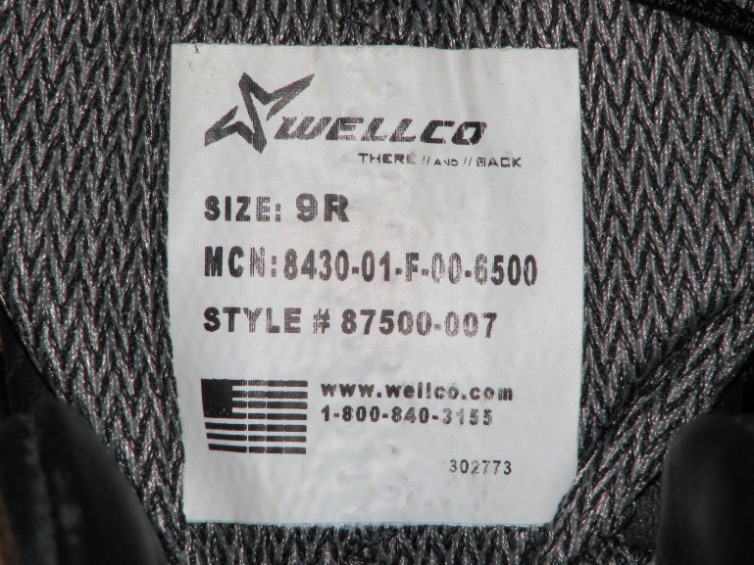 WELLCO
THERE // AND // BACK
SIZE: 9R
MCN: 8430-01-F-00-6500
STYLE # 87500-007
www.wellco.com
1-800-840-3155
302773